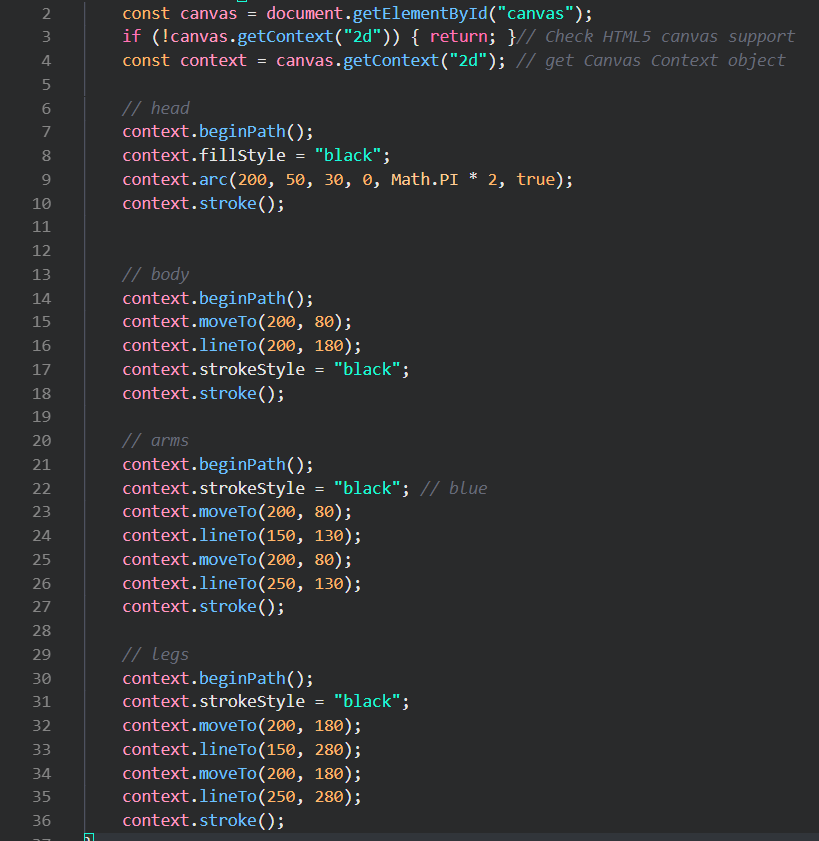 2 const canvas = document.getElementById("canvas");
3 if (!canvas.getContext("2d")) { return; }// Check HTML5 canvas support
4 const context = canvas.getContext("2d"); // get Canvas Context object
5
6 // head
7 context.beginPath();
8 context.fillStyle = "black";
9 context.arc(200, 50, 30, 0, Math.PI * 2, true);
10 context.stroke();
11
12
13 // body
14 context.beginPath();
15 context.moveTo(200, 80);
16 context.lineTo(200, 180);
17 context.strokeStyle = "black";
18 context.stroke();
19
20 // arms
21 context.beginPath();
22 context.strokeStyle = "black"; // blue
23 context.moveTo(200, 80);
24 context.lineTo(150, 130);
25 context.moveTo(200, 80);
26 context.lineTo(250, 130);
27 context.stroke();
28
29 // legs
30 context.beginPath();
31 context.strokeStyle = "black";
32 context.moveTo(200, 180);
33 context.lineTo(150, 280);
34 context.moveTo(200, 180);
35 context.lineTo(250, 280);
36 context.stroke();